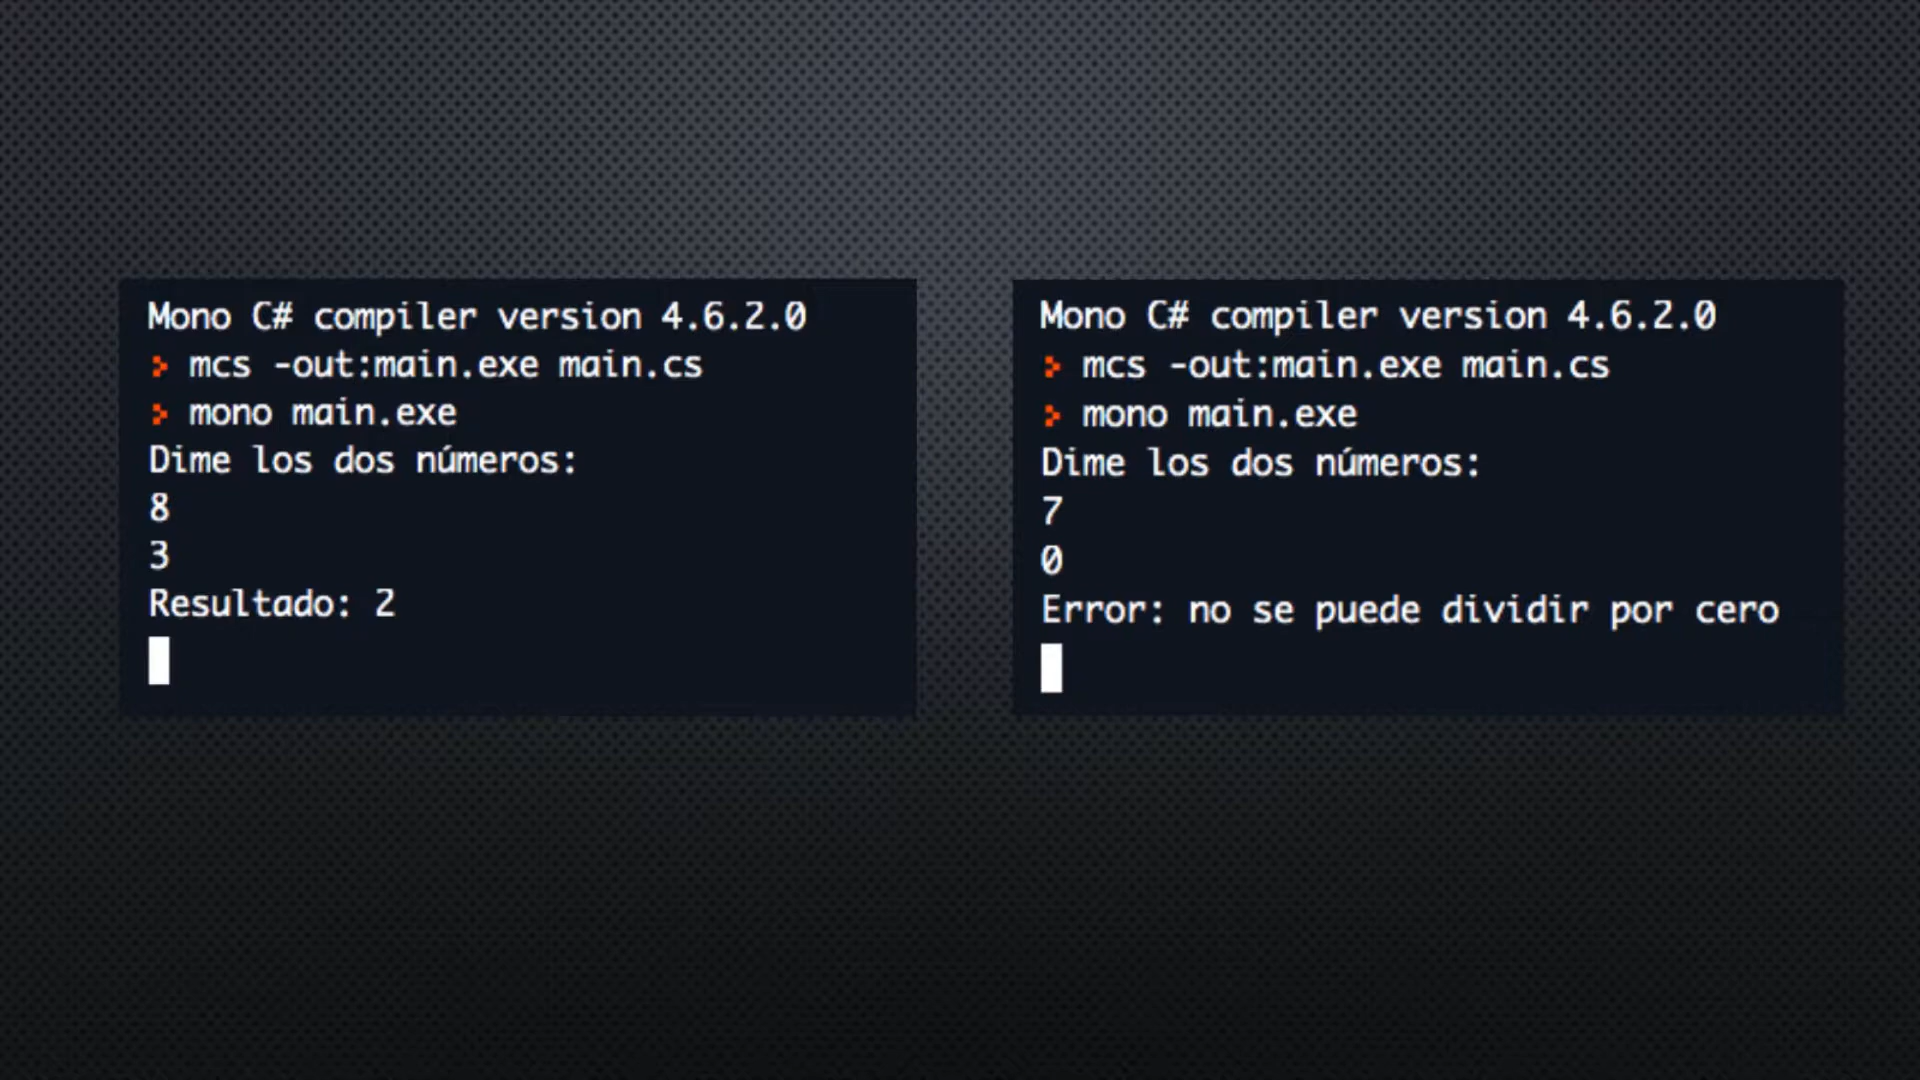 Mono C# compiler version 4.6.2.0
> mcs -out:main.exe main.cs
> mono main.exe
Dime los dos números:
8
3
Resultado: 2
Mono C# compiler version 4.6.2.0
> mcs -out:main.exe main.cs
> mono main.exe
Dime los dos números:
7
0
Error: no se puede dividir por cero